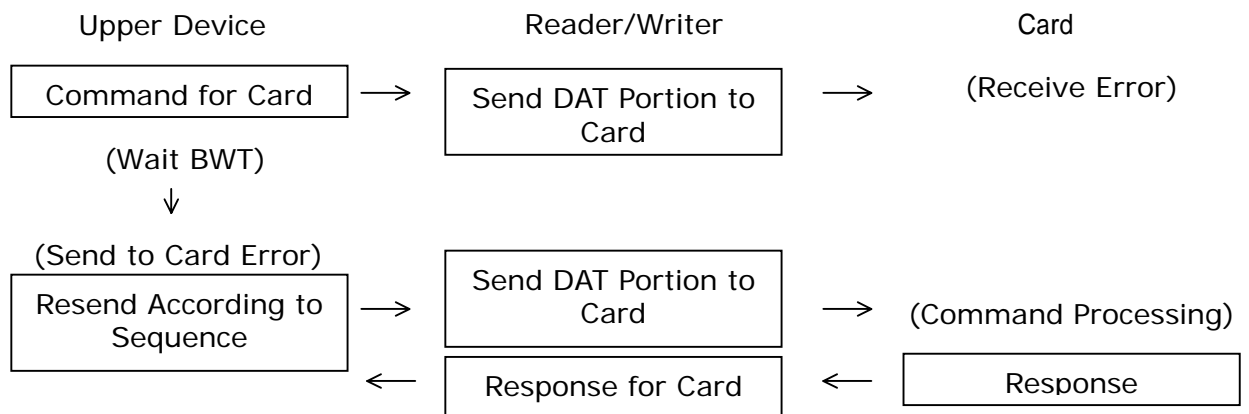 Upper Device Reader/Writer Card
Command for Card
Send DAT Portion to
Card
(Receive Error)
(Wait BWT)
(Send to Card Error)
Resend According to
Sequence
Send DAT Portion to
Card
(Command Processing)
Response for Card
Response